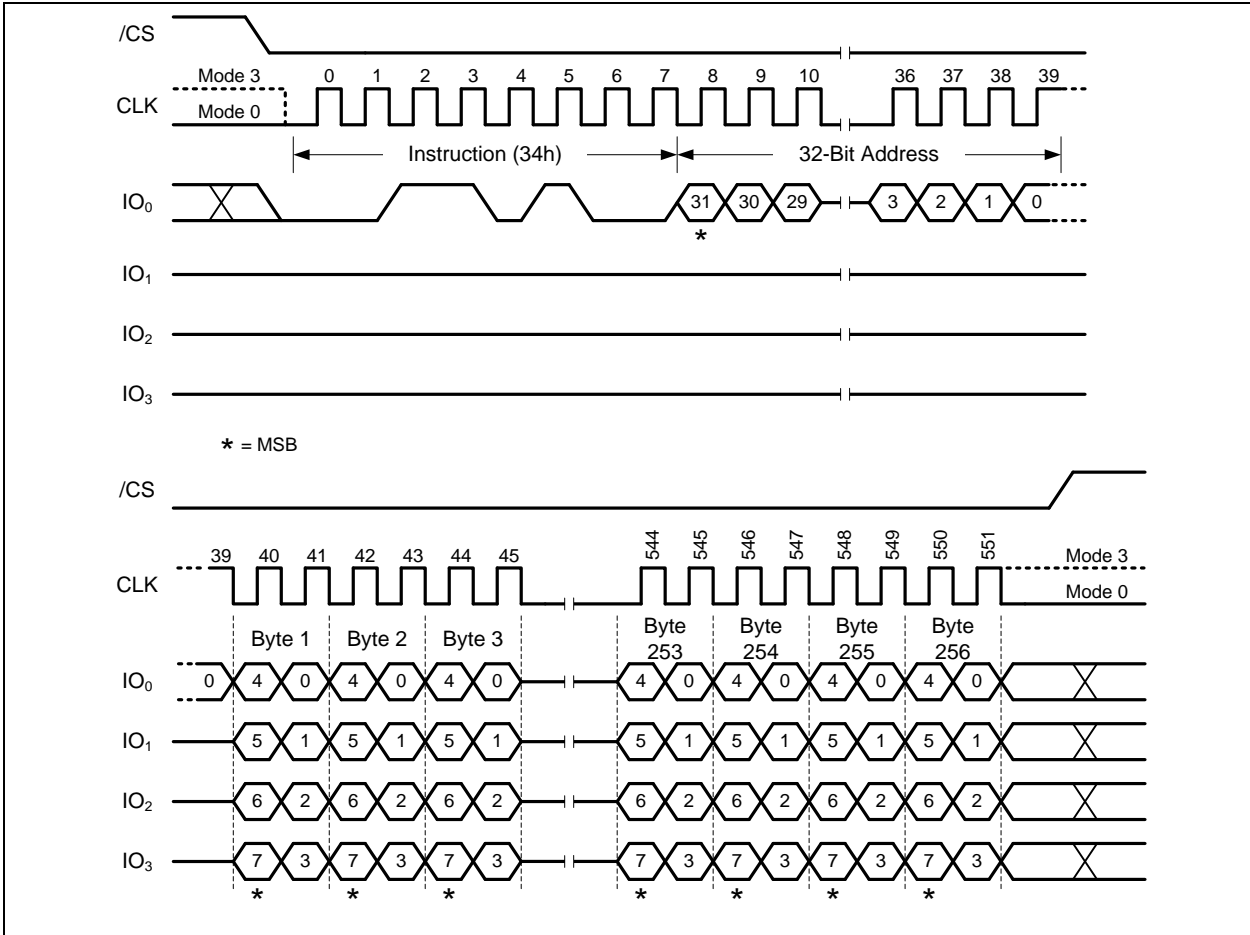 /CS
Mode 3
0 1 2 3 4 5 6 7 8 9 10 36 37 38 39
CLK
Mode 0
Instruction (34h) 32-Bit Address
IO₀ 31 30 29 3 2 1 0
*
IO₁
IO₂
IO₃
* = MSB
/CS
39 40 41 42 43 44 45 544 545 546 547 548 549 550 551
Mode 3
CLK
Mode 0
Byte 1 Byte 2 Byte 3 Byte 253 Byte 254 Byte 255 Byte 256
IO₀ 0 4 0 4 0 4 0 4 0 4 0 4 0 4 0
IO₁ 5 1 5 1 5 1 5 1 5 1 5 1 5 1
IO₂ 6 2 6 2 6 2 6 2 6 2 6 2 6 2
IO₃ 7 3 7 3 7 3 7 3 7 3 7 3 7 3
* * * * * * *